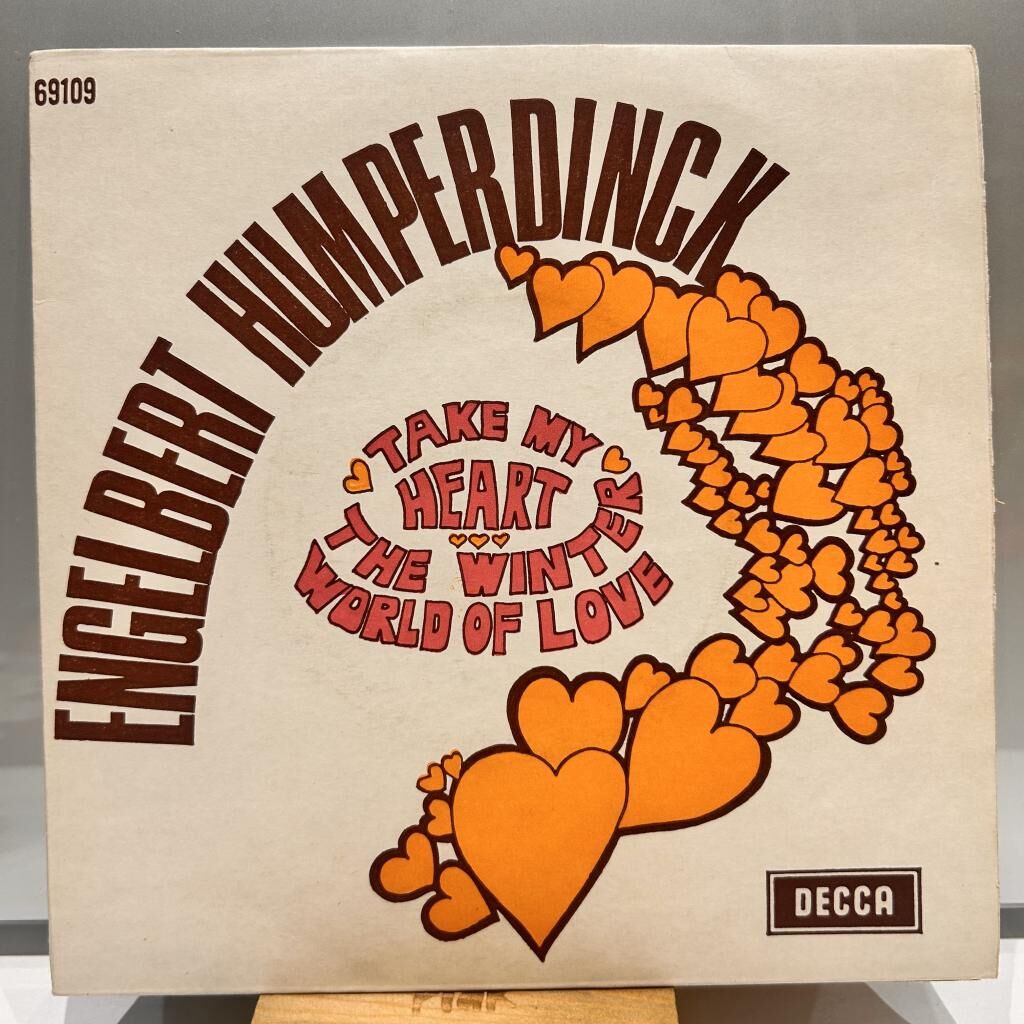 69109
ENGELBERT HUMPERDINCK
TAKE MY
HEART
THE WINTER
WORLD OF LOVE
DECCA